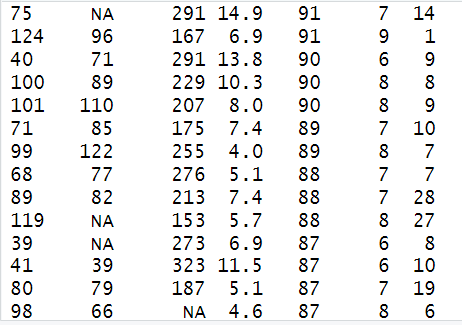 75 NA 291 14.9 91 7 14
124 96 167 6.9 91 9 1
40 71 291 13.8 90 6 9
100 89 229 10.3 90 8 8
101 110 207 8.0 90 8 9
71 85 175 7.4 89 7 10
99 122 255 4.0 89 8 7
68 77 276 5.1 88 7 7
89 82 213 7.4 88 7 28
119 NA 153 5.7 88 8 27
39 NA 273 6.9 87 6 8
41 39 323 11.5 87 6 10
80 79 187 5.1 87 7 19
98 66 NA 4.6 87 8 6